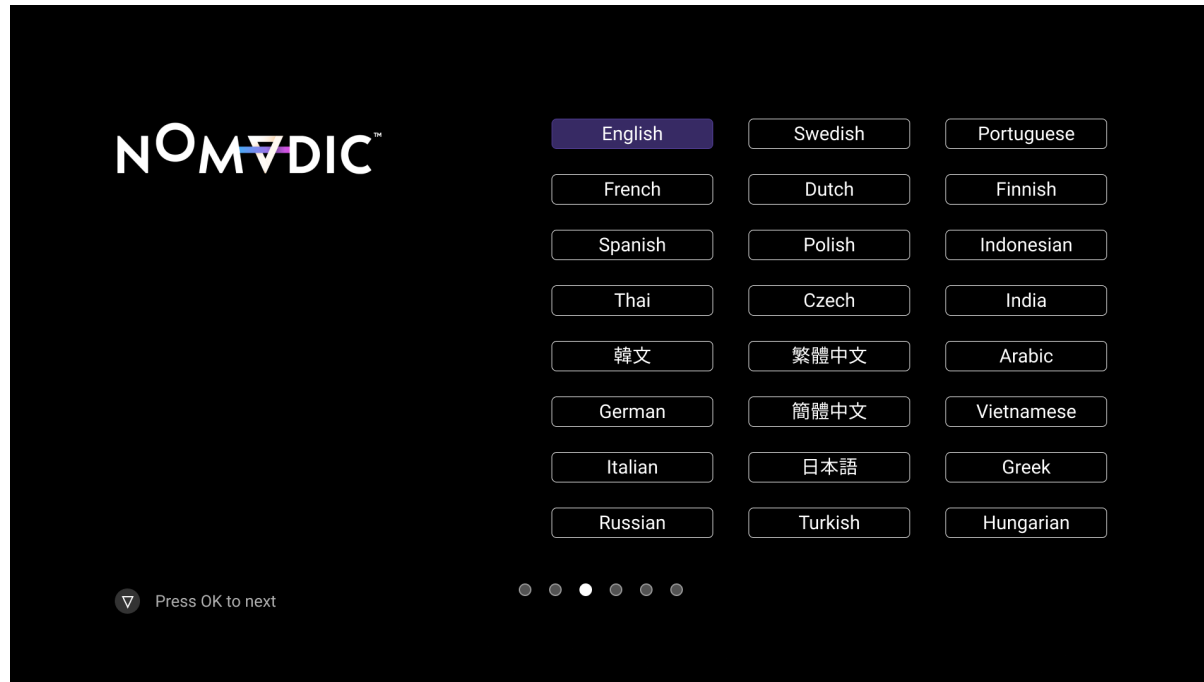 NOMADIC™
English Swedish Portuguese
French Dutch Finnish
Spanish Polish Indonesian
Thai Czech India
韓文 繁體中文 Arabic
German 簡體中文 Vietnamese
Italian 日本語 Greek
Russian Turkish Hungarian
Press OK to next